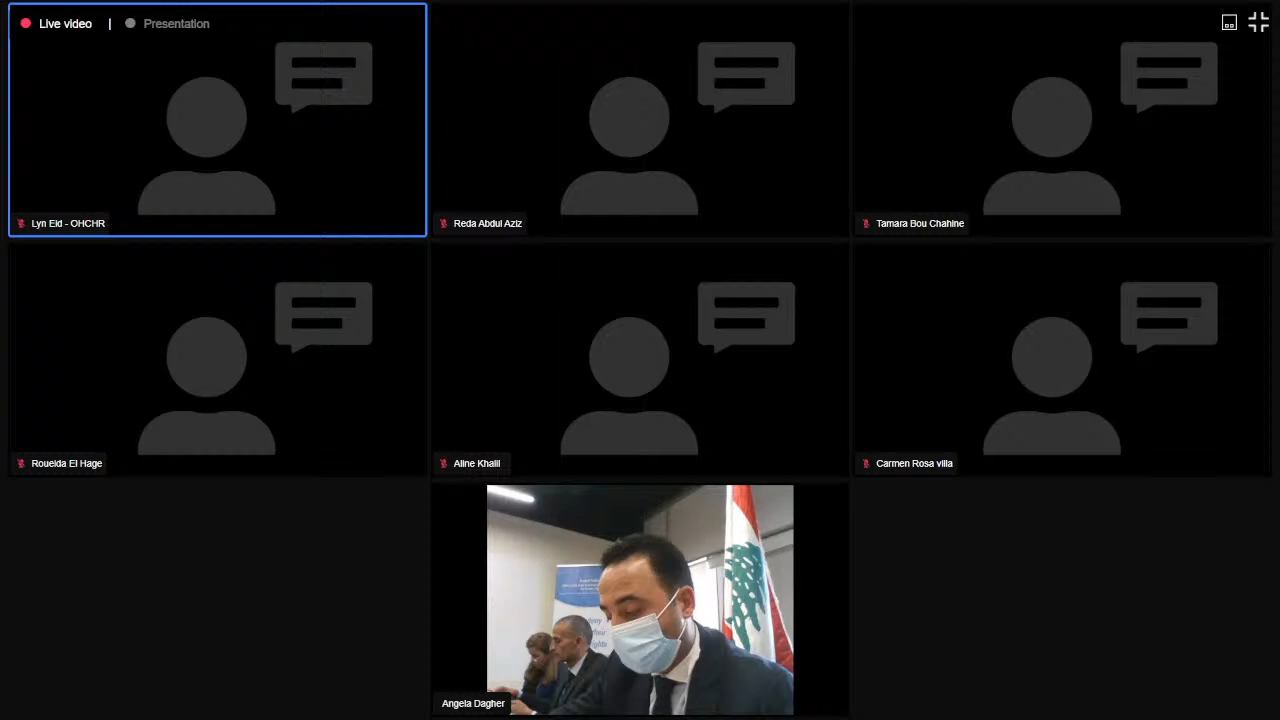 Live video | Presentation
Lyn Eid - OHCHR
Reda Abdul Aziz
Tamara Bou Chahine
Roueida El Hage
Aline Khalil
Carmen Rosa villa
Angela Dagher